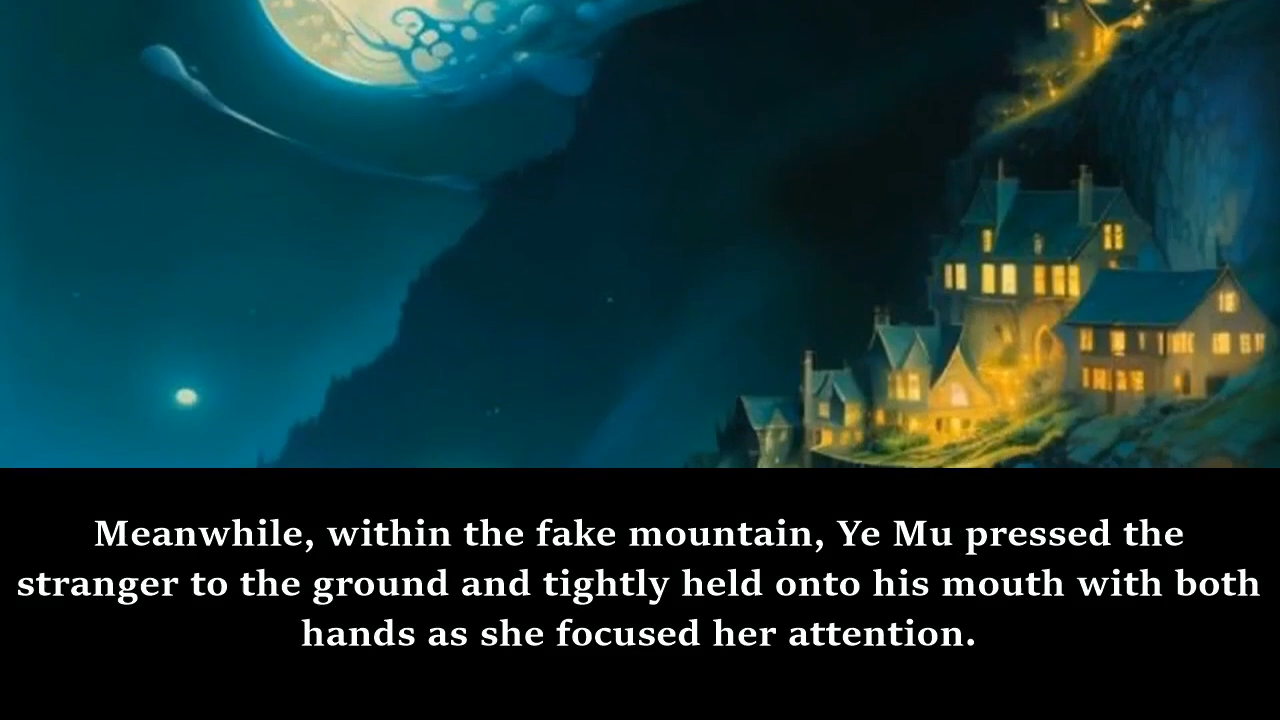 Meanwhile, within the fake mountain, Ye Mu pressed the
stranger to the ground and tightly held onto his mouth with both
hands as she focused her attention.